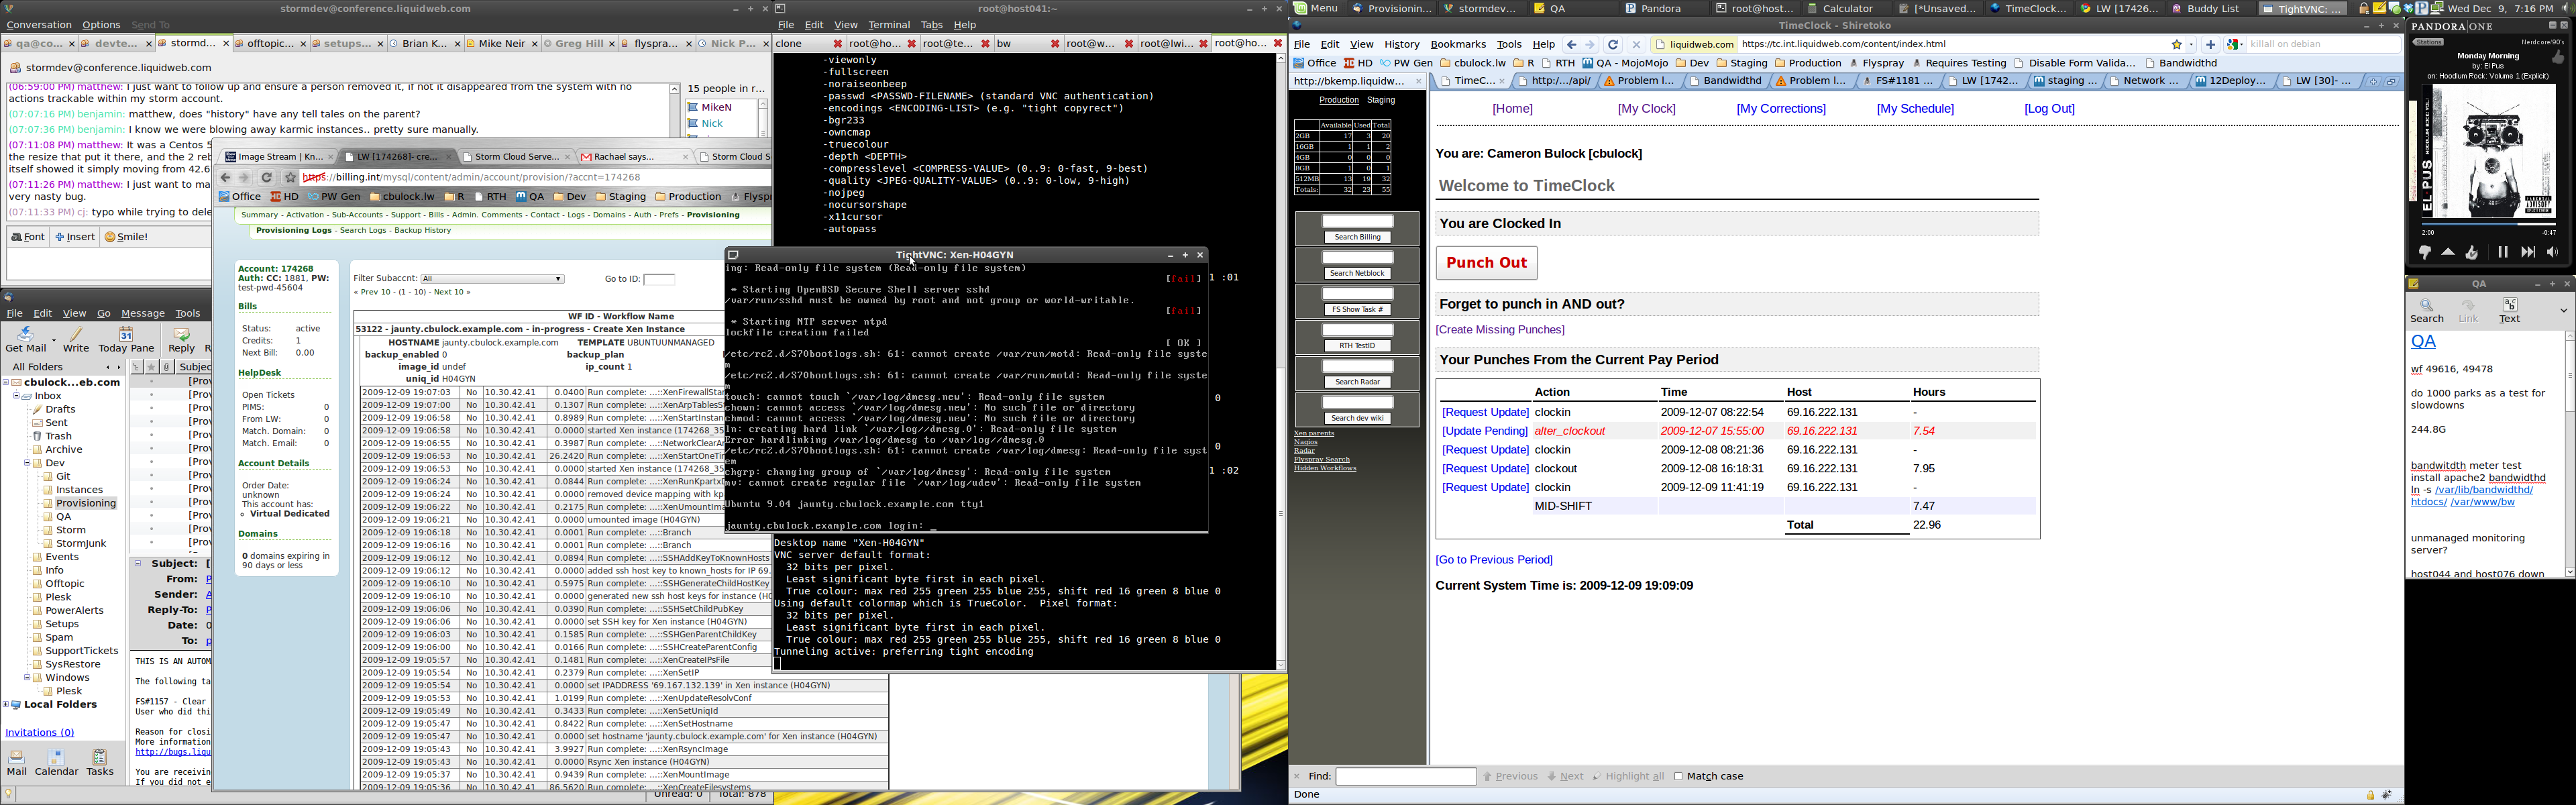 stormdev@conference.liquidweb.com
Conversation Options Send To
qa@co... devte... stormd... offtopic... setups... Brian K... Mike Neir Greg Hill flyspra... Nick P...
stormdev@conference.liquidweb.com
(06:59:00 PM) matthew: I just want to follow up and ensure a person removed it, if not it disappeared from the system with no
actions trackable within my storm account.
(07:07:16 PM) benjamin: matthew, does "history" have any tell tales on the parent?
(07:07:36 PM) benjamin: I know we were blowing away karmic instances.. pretty sure manually.
(07:11:08 PM) matthew: It was a Centos 5
the resize that put it there, and the 2 reb
itself showed it simply moving from 42.6
(07:11:26 PM) matthew: I just want to ma
very nasty bug.
(07:11:33 PM) cj: typo while trying to dele
15 people in r...
MikeN
Nick
Font Insert Smile!
File Edit View Go Message Tools
Get Mail Write Today Pane Reply
All Folders
Subjec
cbulock...eb.com
Inbox
Drafts
Sent
Trash
Archive
Dev
Git
Instances
Provisioning
QA
Storm
StormJunk
Events
Info
Offtopic
Plesk
PowerAlerts
Setups
Spam
SupportTickets
SysRestore
Windows
Plesk
Local Folders
Invitations (0)
Mail Calendar Tasks
[Prov
[Prov
[Prov
[Prov
[Prov
[Prov
[Prov
[Prov
[Prov
[Prov
[Prov
[Prov
[Prov
Subject: [
From: P
Sender: A
Reply-To: P
Date: 0
To: p
THIS IS AN AUTOM
The following ta
FS#1157 - Clear
User who did thi
Reason for closi
More information
http://bugs.liqu
You are receivin
If you did not e
Unread: 0 Total: 878
Image Stream | Kn... LW [174268]- cre... Storm Cloud Serve... Rachael says... Storm Cloud S
https://billing.int/mysql/content/admin/account/provision/?accnt=174268
Office HD PW Gen cbulock.lw R RTH QA Dev Staging Production Flysp
Summary - Activation - Sub-Accounts - Support - Bills - Admin. Comments - Contact - Logs - Domains - Auth - Prefs - Provisioning
Provisioning Logs - Search Logs - Backup History
Account: 174268
Auth: CC: 1881, PW:
test-pwd-45604
Bills
Status: active
Credits: 1
Next Bill: 0.00
HelpDesk
Open Tickets
PIMS: 0
From LW: 0
Match. Domain: 0
Match. Email: 0
Account Details
Order Date:
unknown
This account has:
• Virtual Dedicated
Domains
0 domains expiring in
90 days or less
Filter Subaccnt: All Go to ID:
« Prev 10 - (1 - 10) - Next 10 »
WF ID - Workflow Name
53122 - jaunty.cbulock.example.com - in-progress - Create Xen Instance
HOSTNAME jaunty.cbulock.example.com TEMPLATE UBUNTUUNMANAGED
backup_enabled 0 backup_plan
image_id undef ip_count 1
uniq_id H04GYN
2009-12-09 19:07:03 No 10.30.42.41 0.0400 Run complete: ...::XenFirewallStar
2009-12-09 19:07:00 No 10.30.42.41 0.1307 Run complete: ...::XenArpTablesS
2009-12-09 19:06:58 No 10.30.42.41 0.8989 Run complete: ...::XenStartInstan
2009-12-09 19:06:58 No 10.30.42.41 0.0000 started Xen instance (174268_35
2009-12-09 19:06:55 No 10.30.42.41 0.3987 Run complete: ...::NetworkClearAr
2009-12-09 19:06:53 No 10.30.42.41 26.2420 Run complete: ...::XenStartOneTi
2009-12-09 19:06:53 No 10.30.42.41 0.0000 started Xen instance (174268_35
2009-12-09 19:06:24 No 10.30.42.41 0.0844 Run complete: ...::XenRunKpartx
2009-12-09 19:06:24 No 10.30.42.41 0.0000 removed device mapping with kp
2009-12-09 19:06:22 No 10.30.42.41 0.2175 Run complete: ...::XenUmountIma
2009-12-09 19:06:21 No 10.30.42.41 0.0000 umounted image (H04GYN)
2009-12-09 19:06:18 No 10.30.42.41 0.0001 Run complete: ...::Branch
2009-12-09 19:06:16 No 10.30.42.41 0.0001 Run complete: ...::Branch
2009-12-09 19:06:12 No 10.30.42.41 0.0894 Run complete: ...::SSHAddKeyToKnownHosts
2009-12-09 19:06:12 No 10.30.42.41 0.0000 added ssh host key to known_hosts for IP 69.
2009-12-09 19:06:10 No 10.30.42.41 0.5975 Run complete: ...::SSHGenerateChildHostKey
2009-12-09 19:06:10 No 10.30.42.41 0.0000 generated new ssh host keys for instance (H0
2009-12-09 19:06:06 No 10.30.42.41 0.0390 Run complete: ...::SSHSetChildPubKey
2009-12-09 19:06:06 No 10.30.42.41 0.0000 set SSH key for Xen instance (H04GYN)
2009-12-09 19:06:03 No 10.30.42.41 0.1585 Run complete: ...::SSHGenParentChildKey
2009-12-09 19:06:00 No 10.30.42.41 0.0166 Run complete: ...::SSHCreateParentConfig
2009-12-09 19:05:57 No 10.30.42.41 0.1481 Run complete: ...::XenCreateIPsFile
2009-12-09 19:05:54 No 10.30.42.41 0.2379 Run complete: ...::XenSetIP
2009-12-09 19:05:54 No 10.30.42.41 0.0000 set IPADDRESS '69.167.132.139' in Xen instance (H04GYN)
2009-12-09 19:05:53 No 10.30.42.41 1.0199 Run complete: ...::XenUpdateResolvConf
2009-12-09 19:05:49 No 10.30.42.41 0.3433 Run complete: ...::XenSetUniqId
2009-12-09 19:05:47 No 10.30.42.41 0.8422 Run complete: ...::XenSetHostname
2009-12-09 19:05:47 No 10.30.42.41 0.0000 set hostname 'jaunty.cbulock.example.com' for Xen instance (H04GYN)
2009-12-09 19:05:43 No 10.30.42.41 3.9927 Run complete: ...::XenRsyncImage
2009-12-09 19:05:43 No 10.30.42.41 0.0000 Rsync Xen instance (H04GYN)
2009-12-09 19:05:37 No 10.30.42.41 0.9439 Run complete: ...::XenMountImage
2009-12-09 19:05:36 No 10.30.42.41 86.5620 Run complete: ...::XenCreateFilesystems
root@host041:~
File Edit View Terminal Tabs Help
clone root@ho... root@te... bw root@w... root@lwi... root@ho...
-viewonly
-fullscreen
-noraiseonbeep
-passwd <PASSWD-FILENAME> (standard VNC authentication)
-encodings <ENCODING-LIST> (e.g. "tight copyrect")
-bgr233
-owncmap
-truecolour
-depth <DEPTH>
-compresslevel <COMPRESS-VALUE> (0..9: 0-fast, 9-best)
-quality <JPEG-QUALITY-VALUE> (0..9: 0-low, 9-high)
-nojpeg
-nocursorshape
-x11cursor
-autopass
TightVNC: Xen-H04GYN
ing: Read-only file system (Read-only file system)
[fail]
* Starting OpenBSD Secure Shell server sshd
/var/run/sshd must be owned by root and not group or world-writable.
[fail]
* Starting NTP server ntpd
lockfile creation failed
[ OK ]
/etc/rc2.d/S70bootlogs.sh: 61: cannot create /var/run/motd: Read-only file syste
m
/etc/rc2.d/S70bootlogs.sh: 61: cannot create /var/run/motd: Read-only file syste
m
touch: cannot touch `/var/log/dmesg.new': Read-only file system
chown: cannot access `/var/log/dmesg.new': No such file or directory
chmod: cannot access `/var/log/dmesg.new': No such file or directory
ln: creating hard link `/var/log/dmesg.0': Read-only file system
Error hardlinking /var/log/dmesg to /var/log/dmesg.0
/etc/rc2.d/S70bootlogs.sh: 61: cannot create /var/log/dmesg: Read-only file syst
em
chgrp: changing group of `/var/log/dmesg': Read-only file system
mv: cannot create regular file `/var/log/udev': Read-only file system
Ubuntu 9.04 jaunty.cbulock.example.com tty1
jaunty.cbulock.example.com login: _
1 :01
0
0
1 :02
Desktop name "Xen-H04GYN"
VNC server default format:
32 bits per pixel.
Least significant byte first in each pixel.
True colour: max red 255 green 255 blue 255, shift red 16 green 8 blue 0
Using default colormap which is TrueColor. Pixel format:
32 bits per pixel.
Least significant byte first in each pixel.
True colour: max red 255 green 255 blue 255, shift red 16 green 8 blue 0
Tunneling active: preferring tight encoding
Menu Provisionin... stormdev... QA Pandora root@host... Calculator [*Unsaved... TimeClock... LW [17426... Buddy List TightVNC: ... Wed Dec 9, 7:16 PM
TimeClock - Shiretoko
File Edit View History Bookmarks Tools Help liquidweb.com https://tc.int.liquidweb.com/content/index.html killall on debian
Office HD PW Gen cbulock.lw R RTH QA - MojoMojo Dev Staging Production Flyspray Requires Testing Disable Form Valida... Bandwidthd
http://bkemp.liquidw... TimeC... http:/.../api/ Problem l... Bandwithd Problem l... FS#1181 ... LW [1742... staging ... Network ... 12Deploy... LW [30]- ...
Production Staging
Available Used Total
2GB 17 3 20
16GB 1 1 2
4GB 0 0 0
8GB 1 0 1
512MB 13 19 32
Totals: 32 23 55
Search Billing
Search Netblock
FS Show Task #
RTH TestID
Search Radar
Search dev wiki
Xen parents
Nagios
Radar
Flyspray Search
Hidden Workflows
[Home] [My Clock] [My Corrections] [My Schedule] [Log Out]
You are: Cameron Bulock [cbulock]
Welcome to TimeClock
You are Clocked In
Punch Out
Forget to punch in AND out?
[Create Missing Punches]
Your Punches From the Current Pay Period
Action Time Host Hours
[Request Update] clockin 2009-12-07 08:22:54 69.16.222.131 -
[Update Pending] alter_clockout 2009-12-07 15:55:00 69.16.222.131 7.54
[Request Update] clockin 2009-12-08 08:21:36 69.16.222.131 -
[Request Update] clockout 2009-12-08 16:18:31 69.16.222.131 7.95
[Request Update] clockin 2009-12-09 11:41:19 69.16.222.131 -
MID-SHIFT 7.47
Total 22.96
[Go to Previous Period]
Current System Time is: 2009-12-09 19:09:09
Find: Previous Next Highlight all Match case
Done
PANDORA ONE
Stations Nerdcore/90's
Monday Morning
by: El Pus
on: Hoodlum Rock: Volume 1 (Explicit)
EL PUS
2:00 -0:47
QA
Search Link Text
QA
wf 49616, 49478
do 1000 parks as a test for
slowdowns
244.8G
bandwitdth meter test
install apache2 bandwidthd
ln -s /var/lib/bandwidthd/
htdocs/ /var/www/bw
unmanaged monitoring
server?
host044 and host076 down